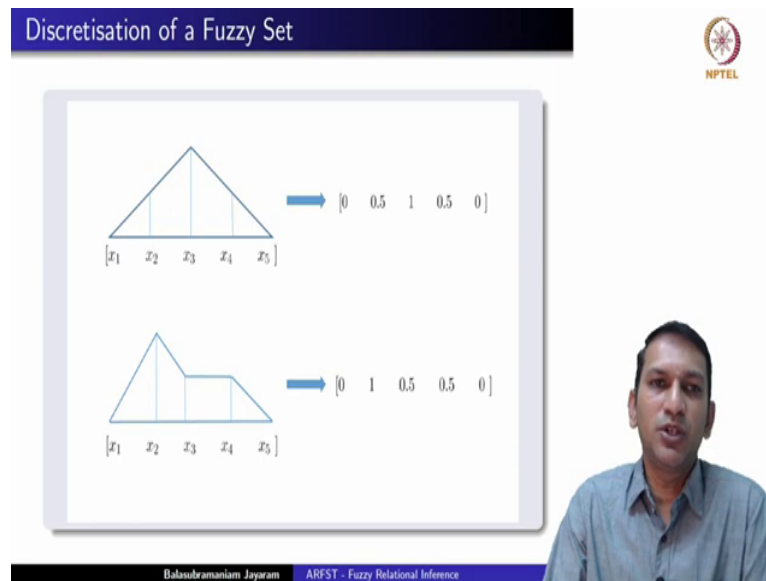 Discretisation of a Fuzzy Set
NPTEL
[0 0.5 1 0.5 0 ]
[x₁ x₂ x₃ x₄ x₅ ]
[0 1 0.5 0.5 0 ]
[x₁ x₂ x₃ x₄ x₅ ]
Balasubramaniam Jayaram ARFST - Fuzzy Relational Inference